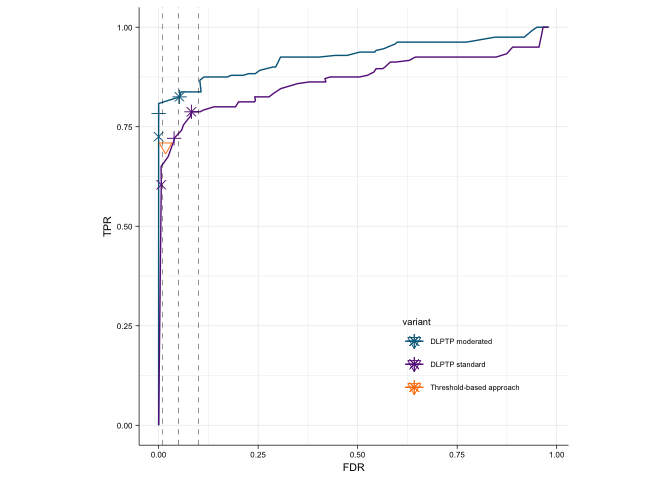 1.00
0.75
0.50
0.25
0.00
TPR
variant
DLPTP moderated
DLPTP standard
Threshold-based approach
0.00 0.25 0.50 0.75 1.00
FDR